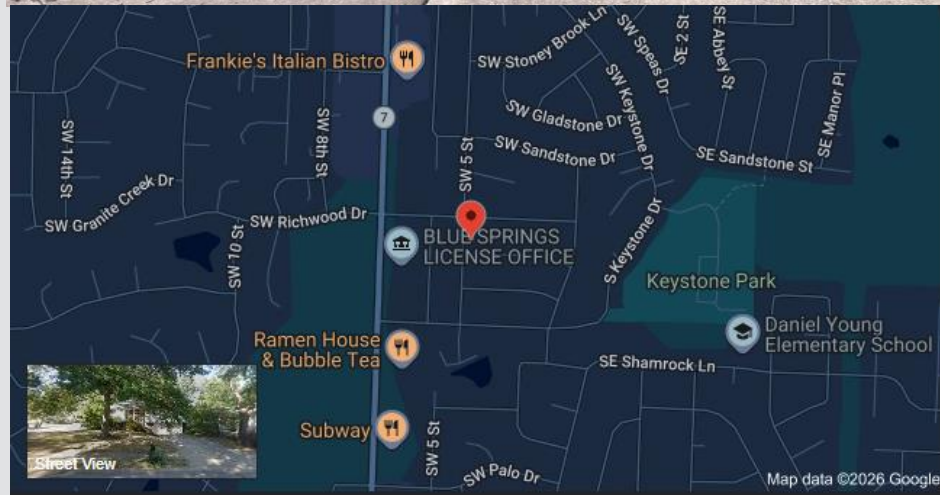 Frankie's Italian Bistro
7
SW Stoney Brook Ln
SW Speas Dr
SE 2 St
SE Abbey St
SE Manor Pl
SW 14th St
SW 8th St
SW Gladstone Dr
SW Keystone Dr
SW Sandstone Dr
SE Sandstone St
SW 5 St
SW Granite Creek Dr
SW Richwood Dr
SW 10 St
BLUE SPRINGS
LICENSE OFFICE
S Keystone Dr
Keystone Park
Ramen House
& Bubble Tea
Daniel Young
Elementary School
SE Shamrock Ln
Subway
SW 5 St
SW Palo Dr
Street View
Map data ©2026 Google